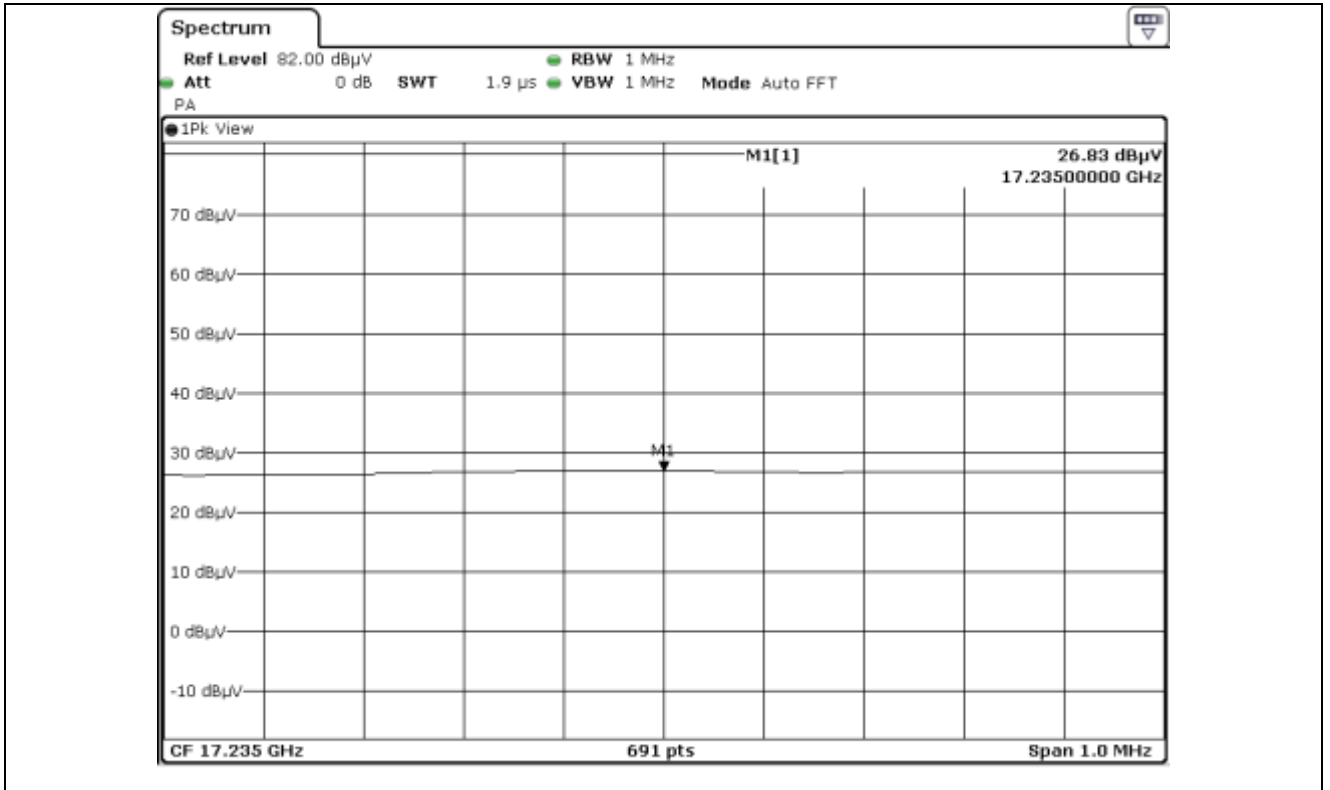 Spectrum
Ref Level 82.00 dBµV RBW 1 MHz
Att 0 dB SWT 1.9 µs VBW 1 MHz Mode Auto FFT
PA
1Pk View
M1[1] 26.83 dBµV
17.23500000 GHz
70 dBµV
60 dBµV
50 dBµV
40 dBµV
30 dBµV
M1
20 dBµV
10 dBµV
0 dBµV
-10 dBµV
CF 17.235 GHz 691 pts Span 1.0 MHz